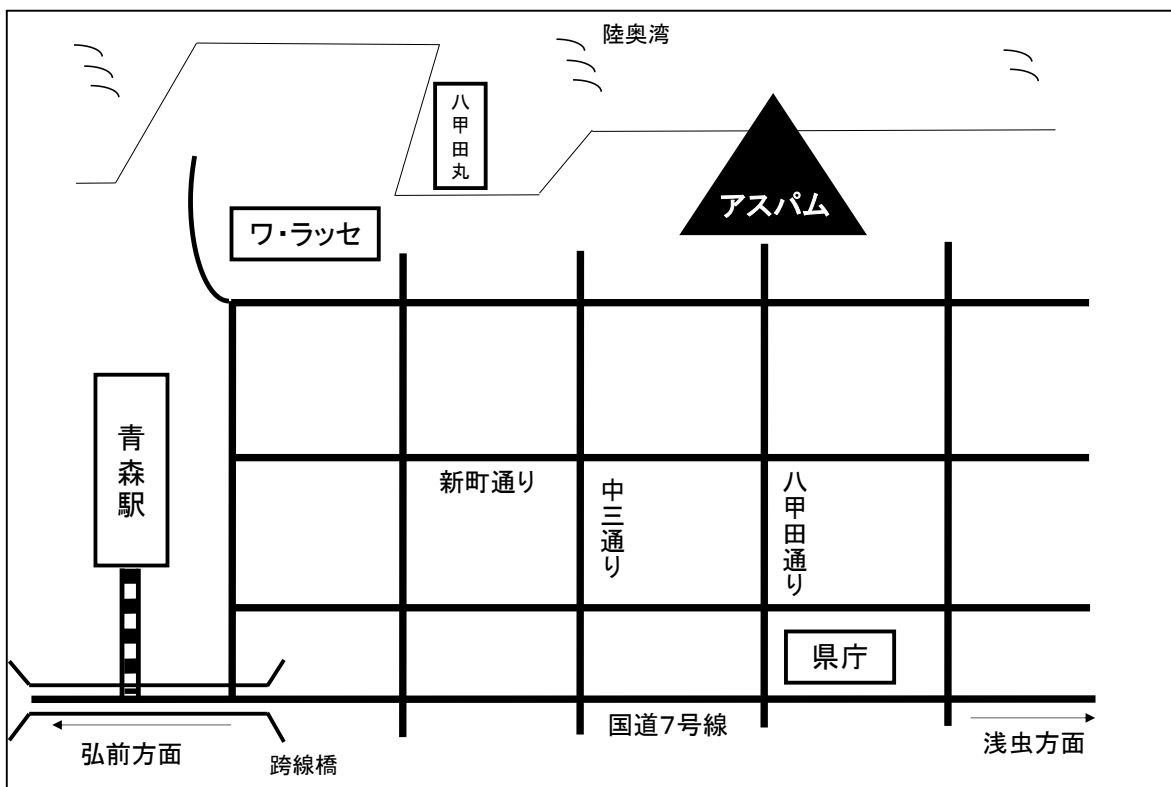 陸奥湾
八甲田丸
アスパム
ワ・ラッセ
青森駅
新町通り
中三通り
八甲田通り
県庁
国道7号線
弘前方面
跨線橋
浅虫方面